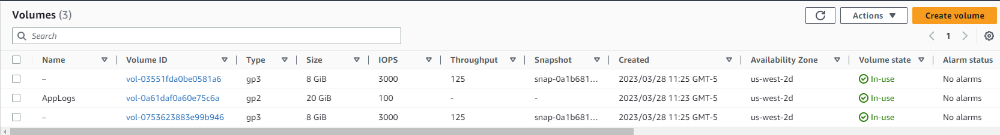 Volumes (3)
Actions
Create volume
Search
1
Name Volume ID Type Size IOPS Throughput Snapshot Created Availability Zone Volume state Alarm status
– vol-03551fda0be0581a6 gp3 8 GiB 3000 125 snap-0a1b681... 2023/03/28 11:25 GMT-5 us-west-2d In-use No alarms
AppLogs vol-0a61daf0a60e75c6a gp2 20 GiB 100 - - 2023/03/28 11:23 GMT-5 us-west-2d In-use No alarms
– vol-0753623883e99b946 gp3 8 GiB 3000 125 snap-0a1b681... 2023/03/28 11:25 GMT-5 us-west-2d In-use No alarms